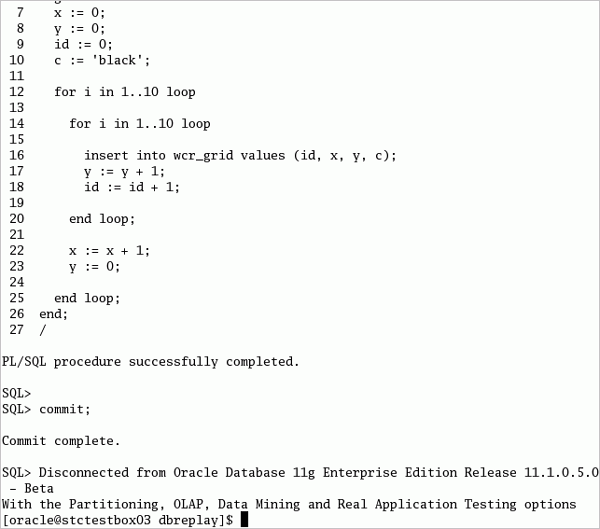 7 x := 0;
8 y := 0;
9 id := 0;
10 c := 'black';
11
12 for i in 1..10 loop
13
14 for i in 1..10 loop
15
16 insert into wcr_grid values (id, x, y, c);
17 y := y + 1;
18 id := id + 1;
19
20 end loop;
21
22 x := x + 1;
23 y := 0;
24
25 end loop;
26 end;
27 /
PL/SQL procedure successfully completed.
SQL>
SQL> commit;
Commit complete.
SQL> Disconnected from Oracle Database 11g Enterprise Edition Release 11.1.0.5.0
- Beta
With the Partitioning, OLAP, Data Mining and Real Application Testing options
[oracle@stctestbox03 dbreplay]$